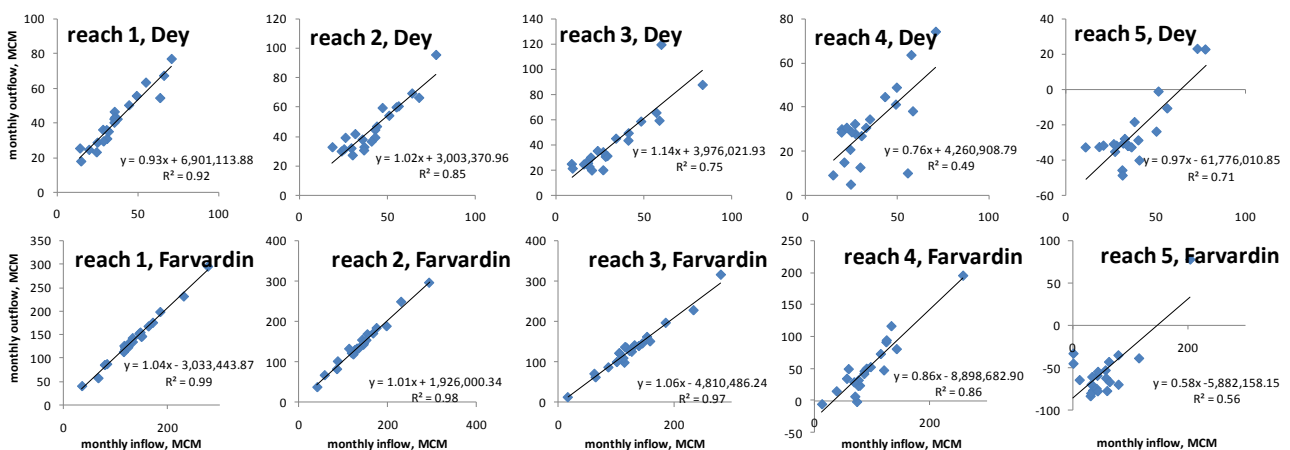 reach 1, Dey
monthly outflow, MCM
100
80
60
40
20
0
y = 0.93x + 6,901,113.88
R² = 0.92
0
50
100
reach 2, Dey
120
100
80
60
40
20
0
y = 1.02x + 3,003,370.96
R² = 0.85
0
50
100
reach 3, Dey
140
120
100
80
60
40
20
0
y = 1.14x + 3,976,021.93
R² = 0.75
0
50
100
reach 4, Dey
80
60
40
20
0
y = 0.76x + 4,260,908.79
R² = 0.49
0
50
100
reach 5, Dey
40
20
0
-20
-40
-60
0
50
100
y = 0.97x - 61,776,010.85
R² = 0.71
reach 1, Farvardin
monthly outflow, MCM
350
300
250
200
150
100
50
0
y = 1.04x - 3,033,443.87
R² = 0.99
0
200
monthly inflow, MCM
reach 2, Farvardin
400
300
200
100
0
y = 1.01x + 1,926,000.34
R² = 0.98
0
200
400
monthly inflow, MCM
reach 3, Farvardin
400
300
200
100
0
y = 1.06x - 4,810,486.24
R² = 0.97
0
200
400
monthly inflow, MCM
reach 4, Farvardin
250
200
150
100
50
0
-50
y = 0.86x - 8,898,682.90
R² = 0.86
0
200
monthly inflow, MCM
reach 5, Farvardin
100
50
0
-50
-100
0
200
y = 0.58x -5,882,158.15
R² = 0.56
monthly inflow, MCM